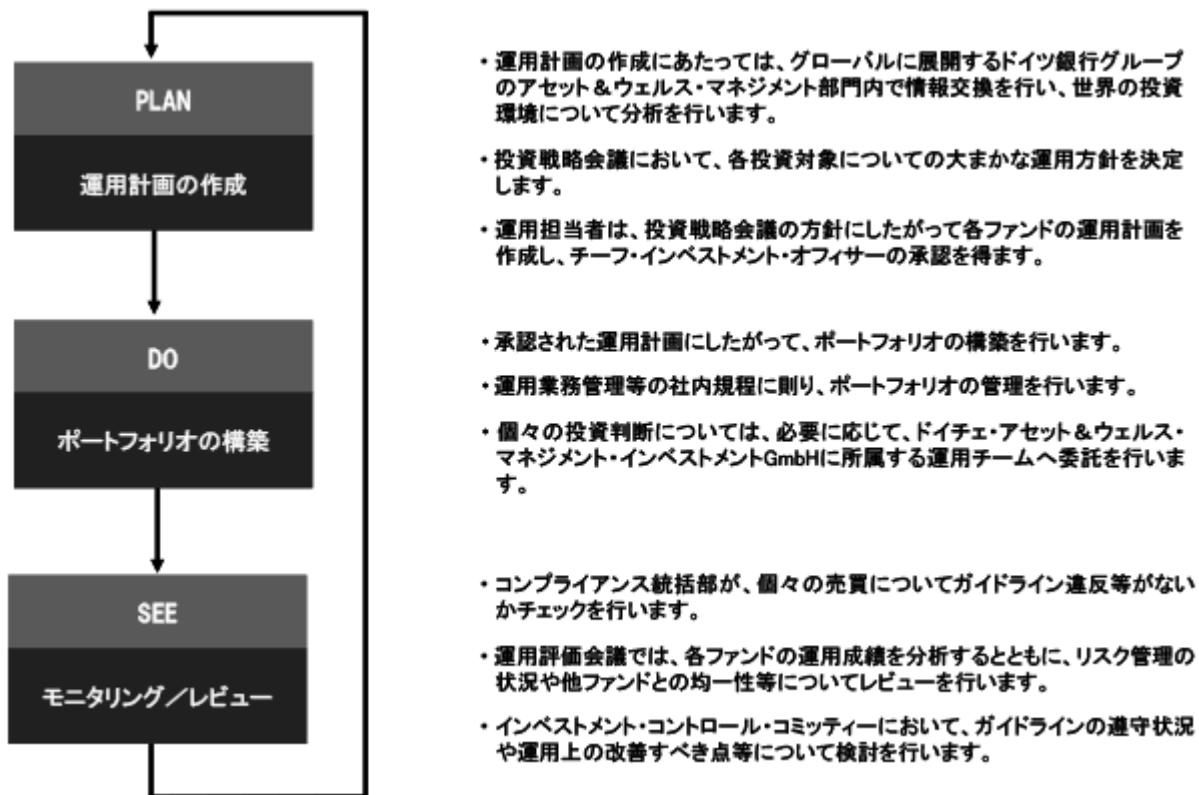 PLAN
運用計画の作成
・運用計画の作成にあたっては、グローバルに展開するドイツ銀行グループ
のアセット＆ウェルス・マネジメント部門内で情報交換を行い、世界の投資
環境について分析を行います。
・投資戦略会議において、各投資対象についての大まかな運用方針を決定
します。
・運用担当者は、投資戦略会議の方針にしたがって各ファンドの運用計画を
作成し、チーフ・インベストメント・オフィサーの承認を得ます。
DO
ポートフォリオの構築
・承認された運用計画にしたがって、ポートフォリオの構築を行います。
・運用業務管理等の社内規程に則り、ポートフォリオの管理を行います。
・個々の投資判断については、必要に応じて、ドイチェ・アセット＆ウェルス・
マネジメント・インベストメントGmbHに所属する運用チームへ委託を行いま
す。
SEE
モニタリング／レビュー
・コンプライアンス統括部が、個々の売買についてガイドライン違反等がない
かチェックを行います。
・運用評価会議では、各ファンドの運用成績を分析するとともに、リスク管理の
状況や他ファンドとの均一性等についてレビューを行います。
・インベストメント・コントロール・コミッティーにおいて、ガイドラインの遵守状況
や運用上の改善すべき点等について検討を行います。